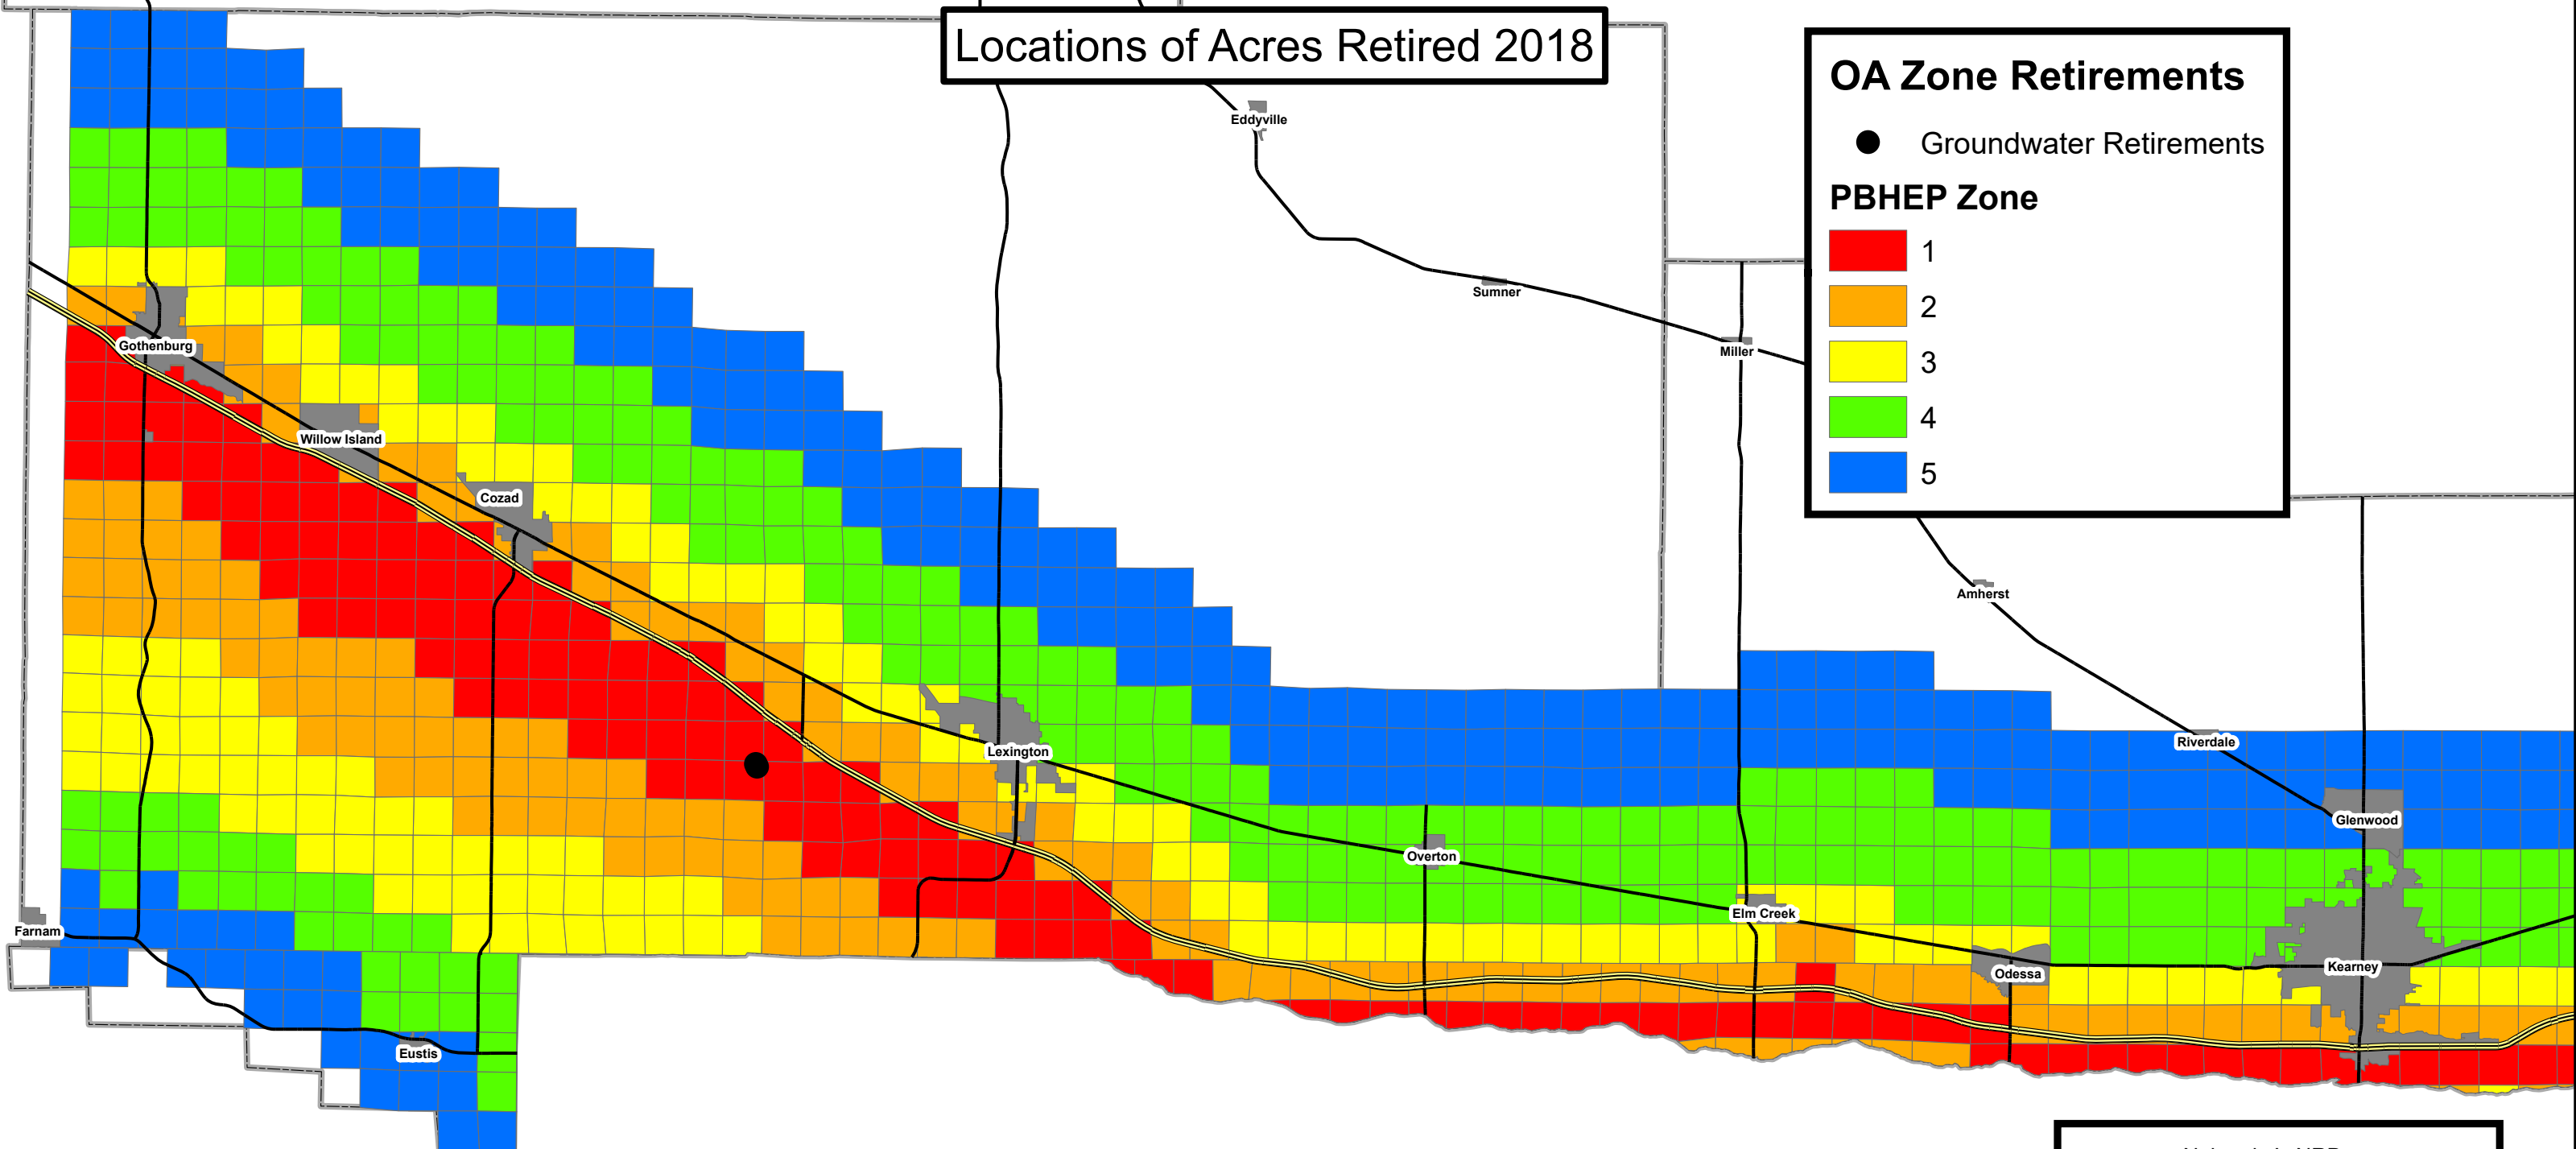 Locations of Acres Retired 2018
OA Zone Retirements
Groundwater Retirements
PBHEP Zone
1
2
3
4
5
Eddyville
Sumner
Miller
Gothenburg
Willow Island
Cozad
Amherst
Lexington
Riverdale
Glenwood
Overton
Elm Creek
Farnam
Kearney
Odessa
Eustis